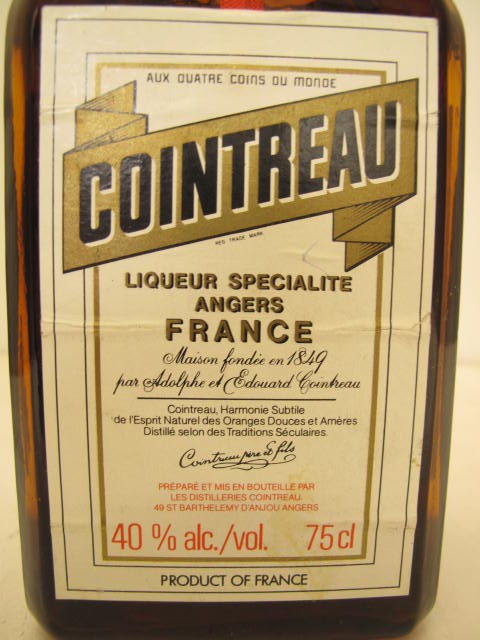 AUX QUATRE COINS DU MONDE
COINTREAU
REG TRADE MARK
LIQUEUR SPECIALITE
ANGERS
FRANCE
Maison fondée en 1849
par Adolphe et Edouard Cointreau
Cointreau, Harmonie Subtile
de l'Esprit Naturel des Oranges Douces et Amères
Distillé selon des Traditions Séculaires.
Cointreau père & fils
PRÉPARÉ ET MIS EN BOUTEILLE PAR
LES DISTILLERIES COINTREAU.
49 ST BARTHELEMY D'ANJOU ANGERS
40 % alc./vol. 75 cl
PRODUCT OF FRANCE